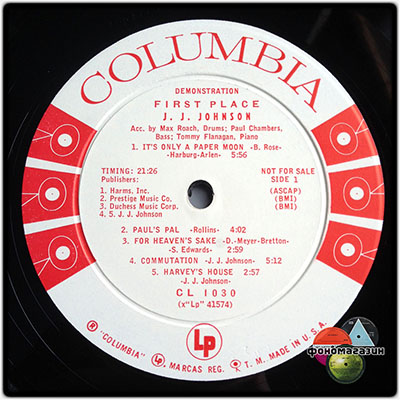 COLUMBIA
DEMONSTRATION
FIRST PLACE
J. J. JOHNSON
Acc. by Max Roach, Drums; Paul Chambers,
Bass; Tommy Flanagan, Piano
1. IT'S ONLY A PAPER MOON -B. Rose-
Harburg-Arlen- 5:56
TIMING: 21:26 NOT FOR SALE
Publishers: SIDE 1
1. Harms, Inc. (ASCAP)
2. Prestige Music Co. (BMI)
3. Duchess Music Corp. (BMI)
4-5. J. J. Johnson
2. PAUL'S PAL -Rollins- 4:02
3. FOR HEAVEN'S SAKE -D.-Meyer-Bretton-
S. Edwards- 2:59
4. COMMUTATION -J. J. Johnson- 5:12
5. HARVEY'S HOUSE 2:57
-J. J. Johnson-
CL 1030
(x"Lp" 41574)
Lp
® "COLUMBIA" Ⓛp MARCAS REG. ® T. M. MADE IN U.S.A.
фономагазин